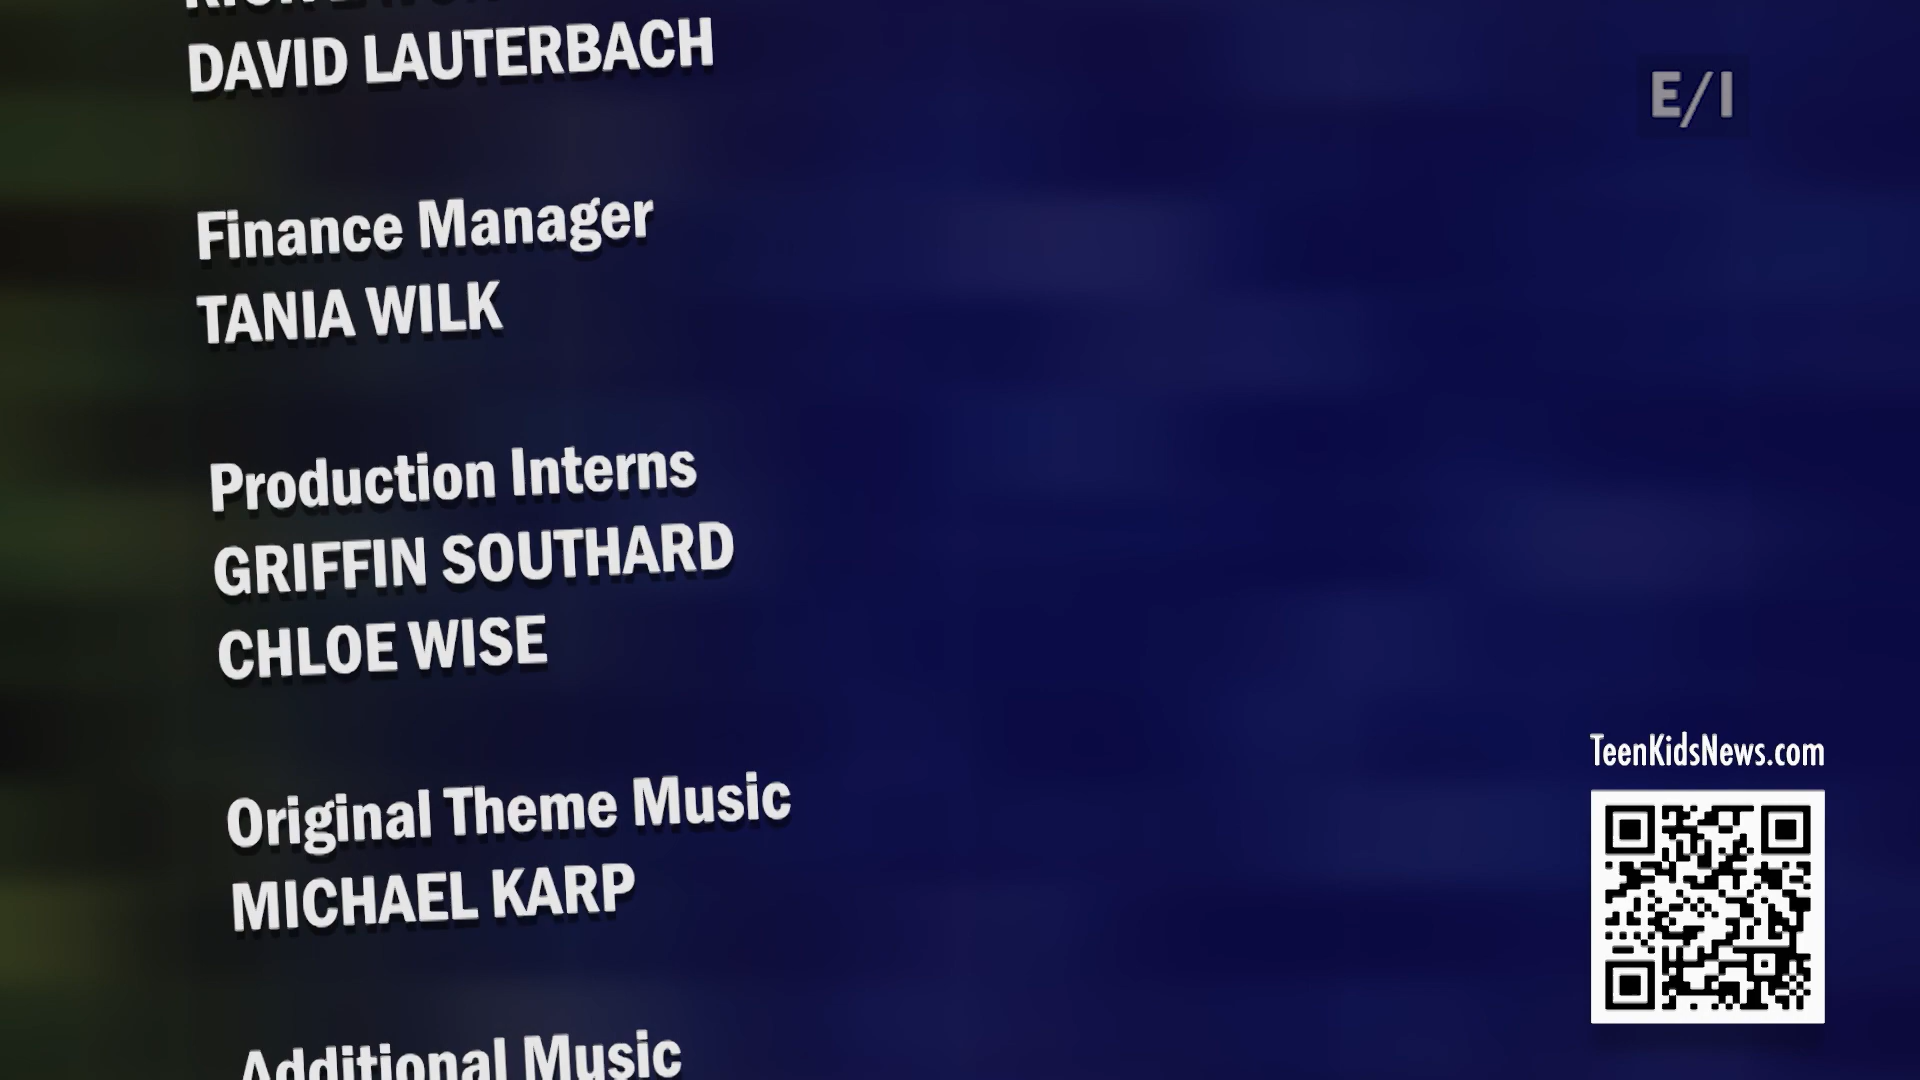 DAVID LAUTERBACH
E/I
Finance Manager
TANIA WILK
Production Interns
GRIFFIN SOUTHARD
CHLOE WISE
Original Theme Music
MICHAEL KARP
TeenKidsNews.com
Additional Music